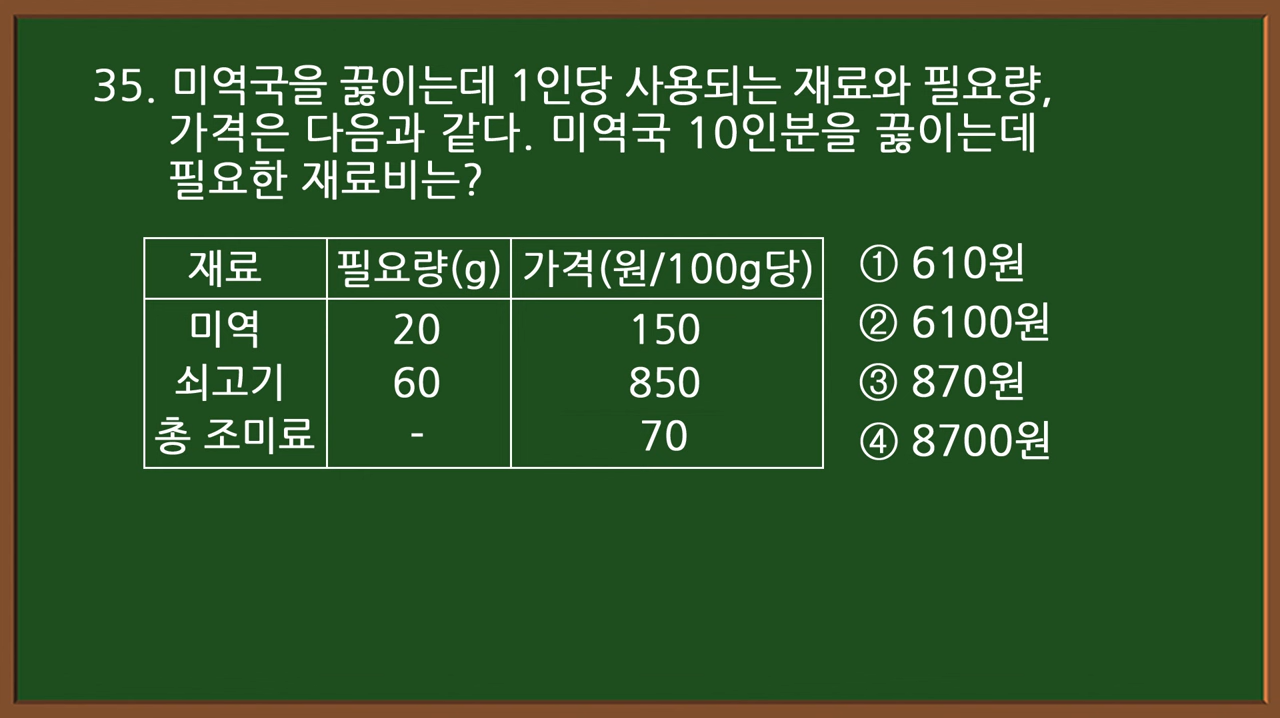 35. 미역국을 끓이는데 1인당 사용되는 재료와 필요량,
가격은 다음과 같다. 미역국 10인분을 끓이는데
필요한 재료비는?
재료 필요량(g) 가격(원/100g당)
미역 20 150
쇠고기 60 850
총 조미료 - 70
① 610원
② 6100원
③ 870원
④ 8700원